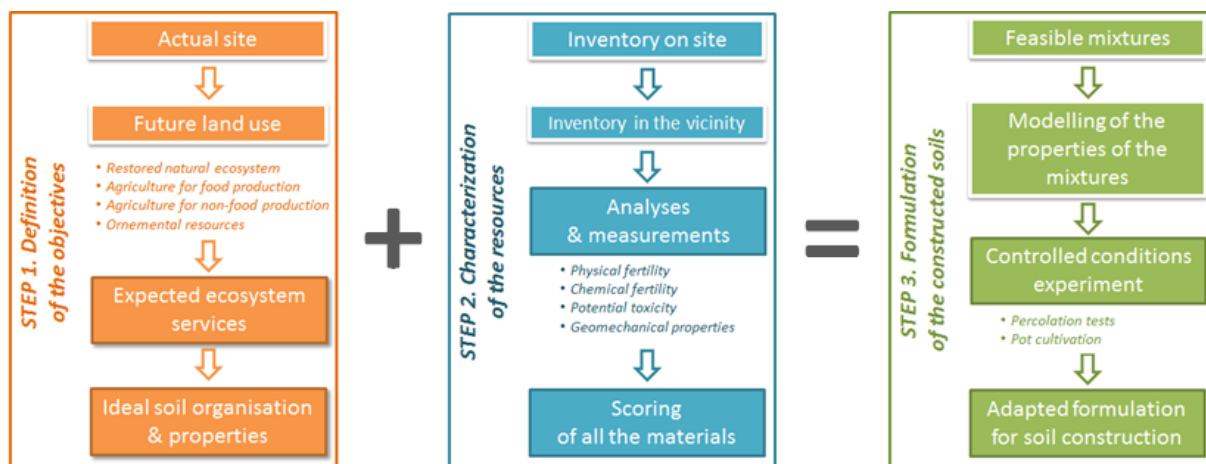 STEP 1. Definition
of the objectives
Actual site
Future land use
• Restored natural ecosystem
• Agriculture for food production
• Agriculture for non-food production
• Ornemental resources
Expected ecosystem
services
Ideal soil organisation
& properties
+
STEP 2. Characterization
of the resources
Inventory on site
Inventory in the vicinity
Analyses
& measurements
• Physical fertility
• Chemical fertility
• Potential toxicity
• Geomechanical properties
Scoring
of all the materials
=
STEP 3. Formulation
of the constructed soils
Feasible mixtures
Modelling of the
properties of the
mixtures
Controlled conditions
experiment
• Percolation tests
• Pot cultivation
Adapted formulation
for soil construction